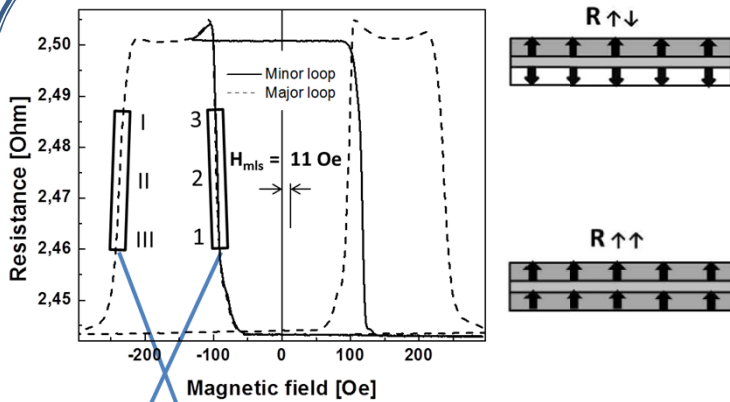 2,50
2,49
2,48
2,47
2,46
2,45
Resistance [Ohm]
Minor loop
Major loop
I
II
III
3
2
1
Hmls = 11 Oe
-200
-100
0
100
200
Magnetic field [Oe]
R ↑↓
R ↑↑